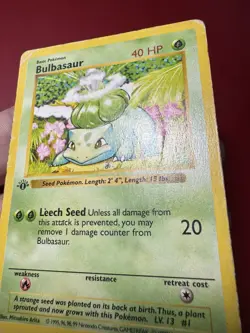 Basic Pokémon
Bulbasaur 40 HP
Seed Pokémon. Length: 2' 4", Length: 15 lbs.
Leech Seed Unless all damage from
this attack is prevented, you may
remove 1 damage counter from
Bulbasaur.
20
weakness resistance retreat cost
A strange seed was planted on its back at birth. Thus, a plant
sprouted and now grows with this Pokémon. LV. 13 #1